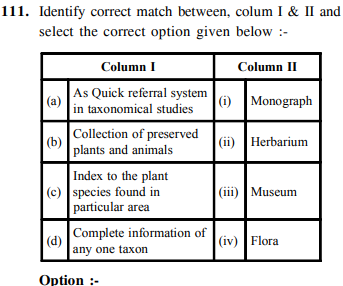 111. Identify correct match between, colum I & II and
select the correct option given below :-
Column I Column II
(a) As Quick referral system in taxonomical studies (i) Monograph
(b) Collection of preserved plants and animals (ii) Herbarium
(c) Index to the plant species found in particular area (iii) Museum
(d) Complete information of any one taxon (iv) Flora
Option :-